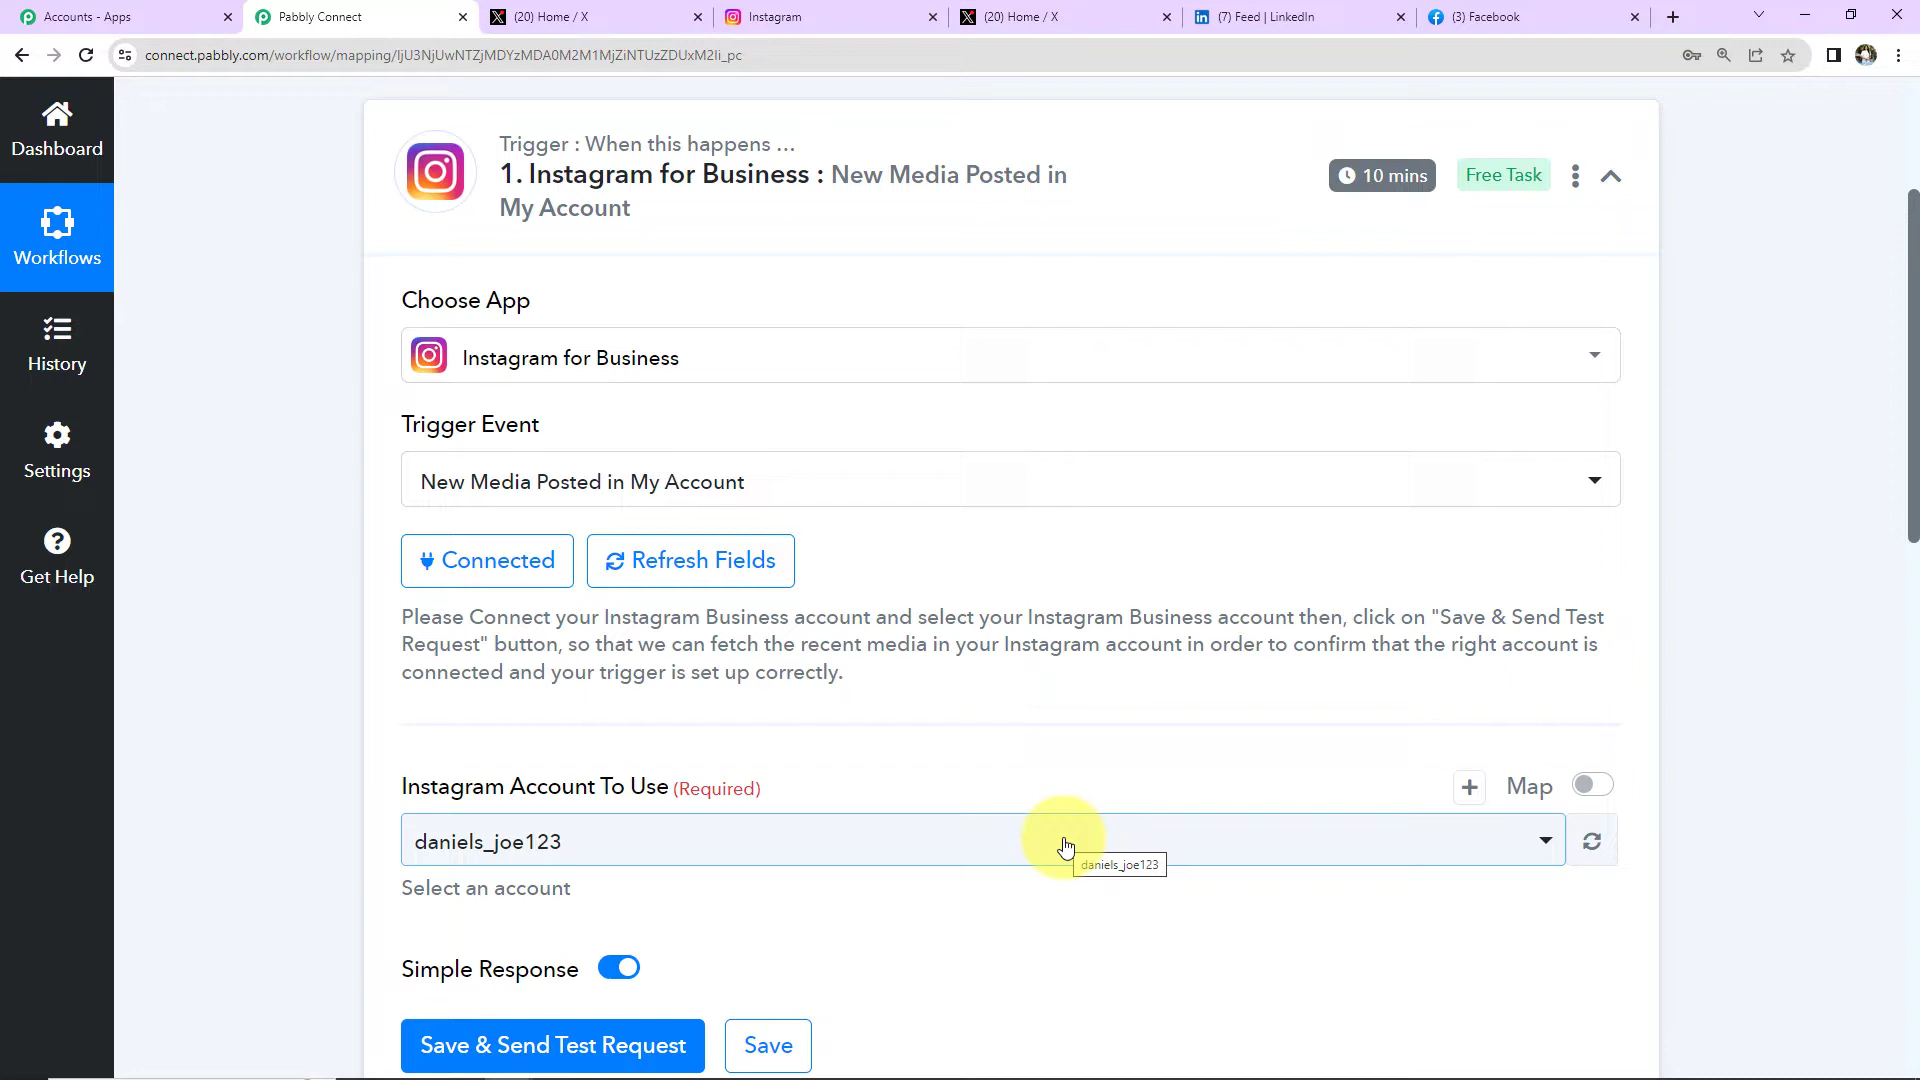 Accounts - Apps
Pabbly Connect
(20) Home / X
Instagram
(20) Home / X
(7) Feed | LinkedIn
(3) Facebook
connect.pabbly.com/workflow/mapping/IjU3NjUwNTZjMDYzMDA0M2M1MjZiNTUzZDUxM2Ii_pc
Dashboard
Workflows
History
Settings
Get Help
Trigger : When this happens ...
1. Instagram for Business : New Media Posted in
My Account
10 mins
Free Task
Choose App
Instagram for Business
Trigger Event
New Media Posted in My Account
Connected
Refresh Fields
Please Connect your Instagram Business account and select your Instagram Business account then, click on "Save & Send Test
Request" button, so that we can fetch the recent media in your Instagram account in order to confirm that the right account is
connected and your trigger is set up correctly.
Instagram Account To Use (Required)
Map
daniels_joe123
daniels_joe123
Select an account
Simple Response
Save & Send Test Request
Save